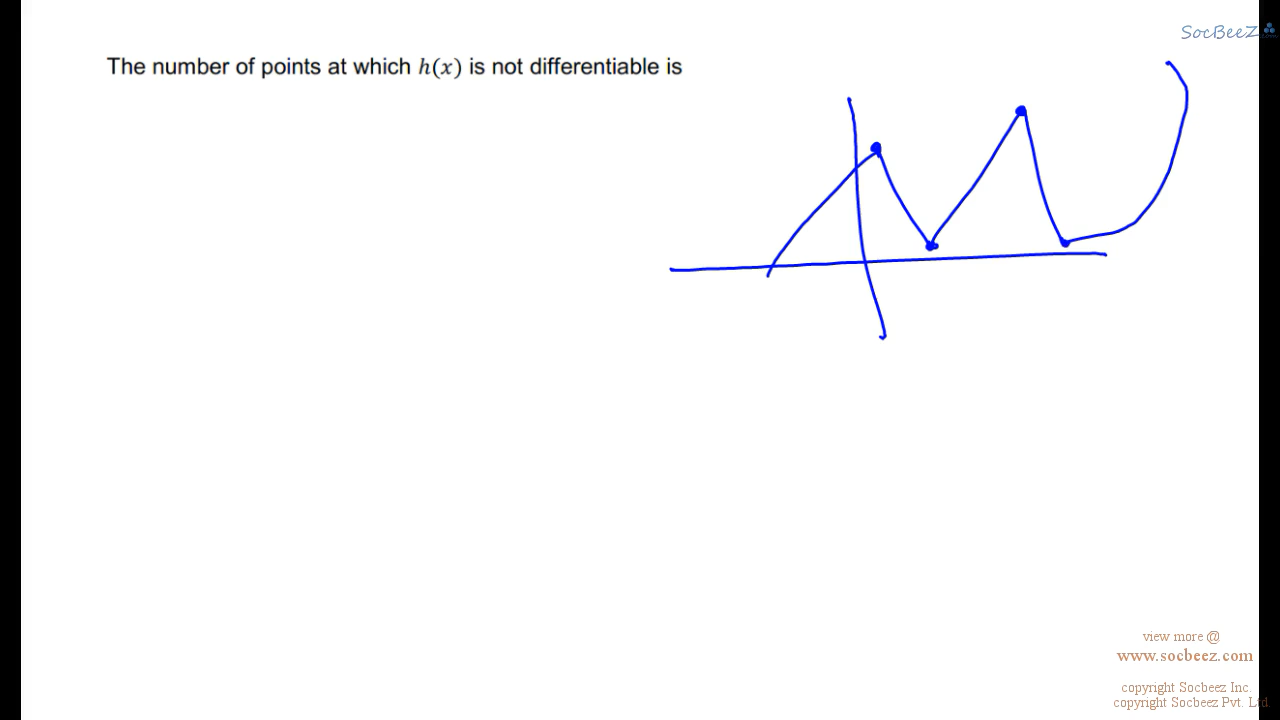 SocBeeZ
The number of points at which h(x) is not differentiable is
view more @
www.socbeez.com
copyright Socbeez Inc.
copyright Socbeez Pvt. Ltd.